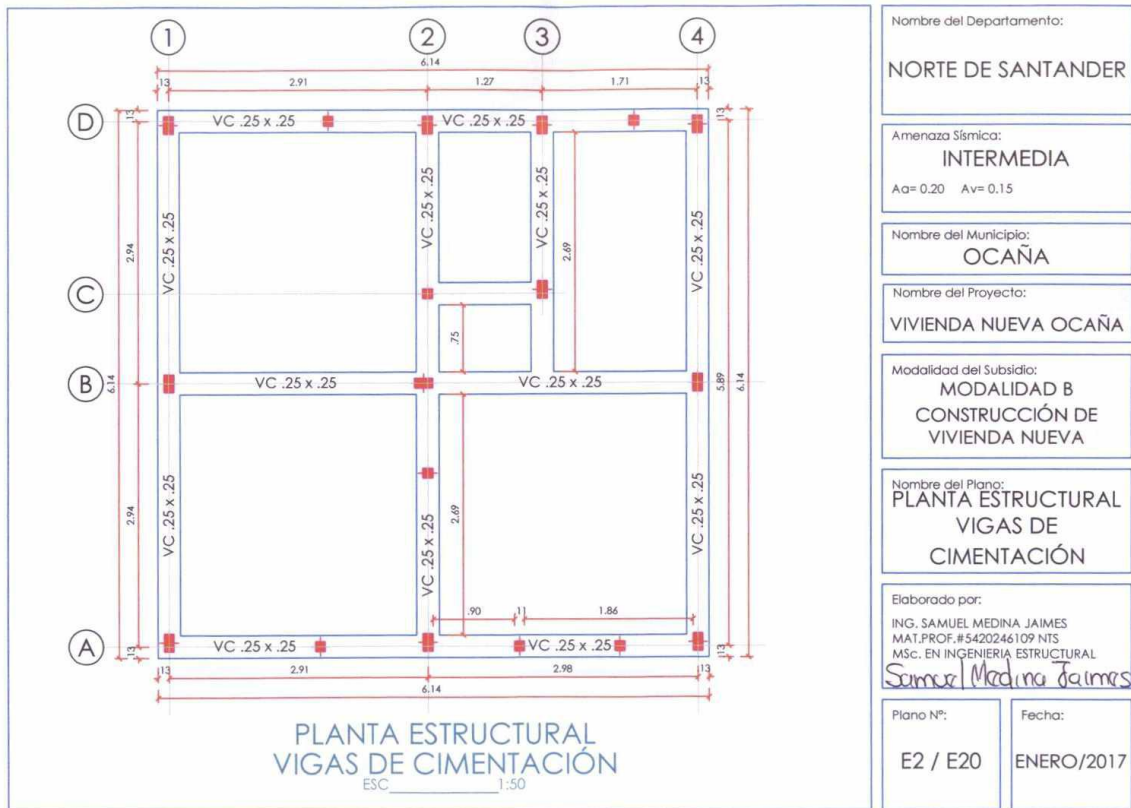 1
2
3
4
6.14
13
2.91
1.27
1.71
13
D
C
B
A
13
2.94
2.94
13
6.14
13
5.89
13
6.14
VC .25 x .25
VC .25 x .25
VC .25 x .25
VC .25 x .25
VC .25 x .25
VC .25 x .25
2.69
.75
VC .25 x .25
VC .25 x .25
VC .25 x .25
VC .25 x .25
VC .25 x .25
2.69
.90
11
1.86
VC .25 x .25
VC .25 x .25
13
2.91
2.98
13
6.14
PLANTA ESTRUCTURAL
VIGAS DE CIMENTACIÓN
ESC 1:50
Nombre del Departamento:
NORTE DE SANTANDER
Amenaza Sísmica:
INTERMEDIA
Aa= 0.20 Av= 0.15
Nombre del Municipio:
OCAÑA
Nombre del Proyecto:
VIVIENDA NUEVA OCAÑA
Modalidad del Subsidio:
MODALIDAD B
CONSTRUCCIÓN DE
VIVIENDA NUEVA
Nombre del Plano:
PLANTA ESTRUCTURAL
VIGAS DE
CIMENTACIÓN
Elaborado por:
ING. SAMUEL MEDINA JAIMES
MAT.PROF.#5420246109 NTS
MSc. EN INGENIERIA ESTRUCTURAL
Samuel Medina Jaimes
Plano Nº:
E2 / E20
Fecha:
ENERO/2017